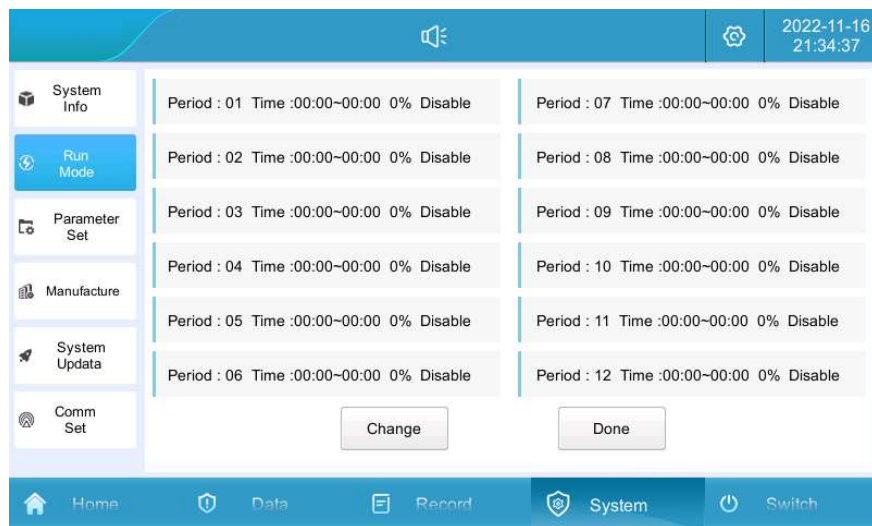 2022-11-16
21:34:37
System
Info
Run
Mode
Parameter
Set
Manufacture
System
Updata
Comm
Set
Period : 01 Time :00:00~00:00 0% Disable
Period : 02 Time :00:00~00:00 0% Disable
Period : 03 Time :00:00~00:00 0% Disable
Period : 04 Time :00:00~00:00 0% Disable
Period : 05 Time :00:00~00:00 0% Disable
Period : 06 Time :00:00~00:00 0% Disable
Period : 07 Time :00:00~00:00 0% Disable
Period : 08 Time :00:00~00:00 0% Disable
Period : 09 Time :00:00~00:00 0% Disable
Period : 10 Time :00:00~00:00 0% Disable
Period : 11 Time :00:00~00:00 0% Disable
Period : 12 Time :00:00~00:00 0% Disable
Change
Done
Home
Data
Record
System
Switch